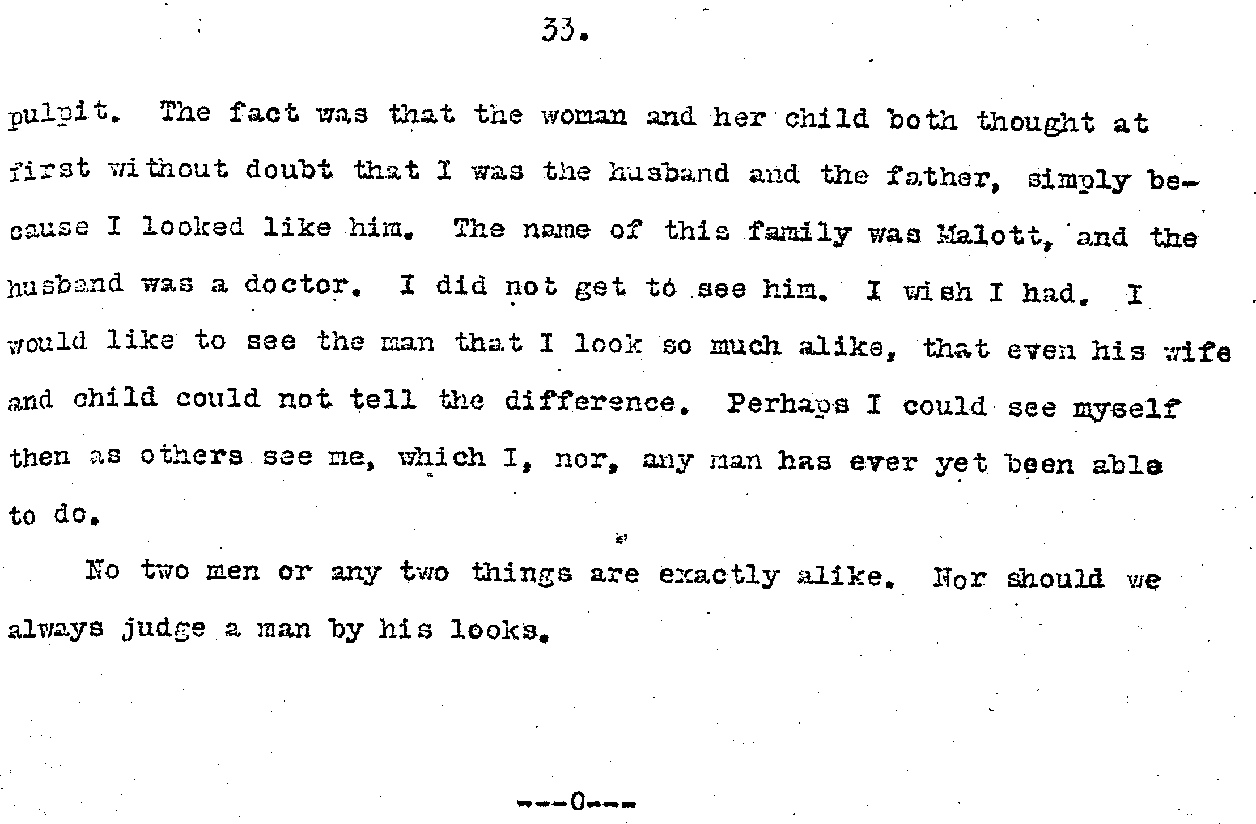 33.
pulpit. The fact was that the woman and her child both thought at
first without doubt that I was the husband and the father, simply be-
cause I looked like him. The name of this family was Malott, and the
husband was a doctor. I did not get to see him. I wish I had. I
would like to see the man that I look so much alike, that even his wife
and child could not tell the difference. Perhaps I could see myself
then as others see me, which I, nor, any man has ever yet been able
to do.
No two men or any two things are exactly alike. Nor should we
always judge a man by his looks.
---0---